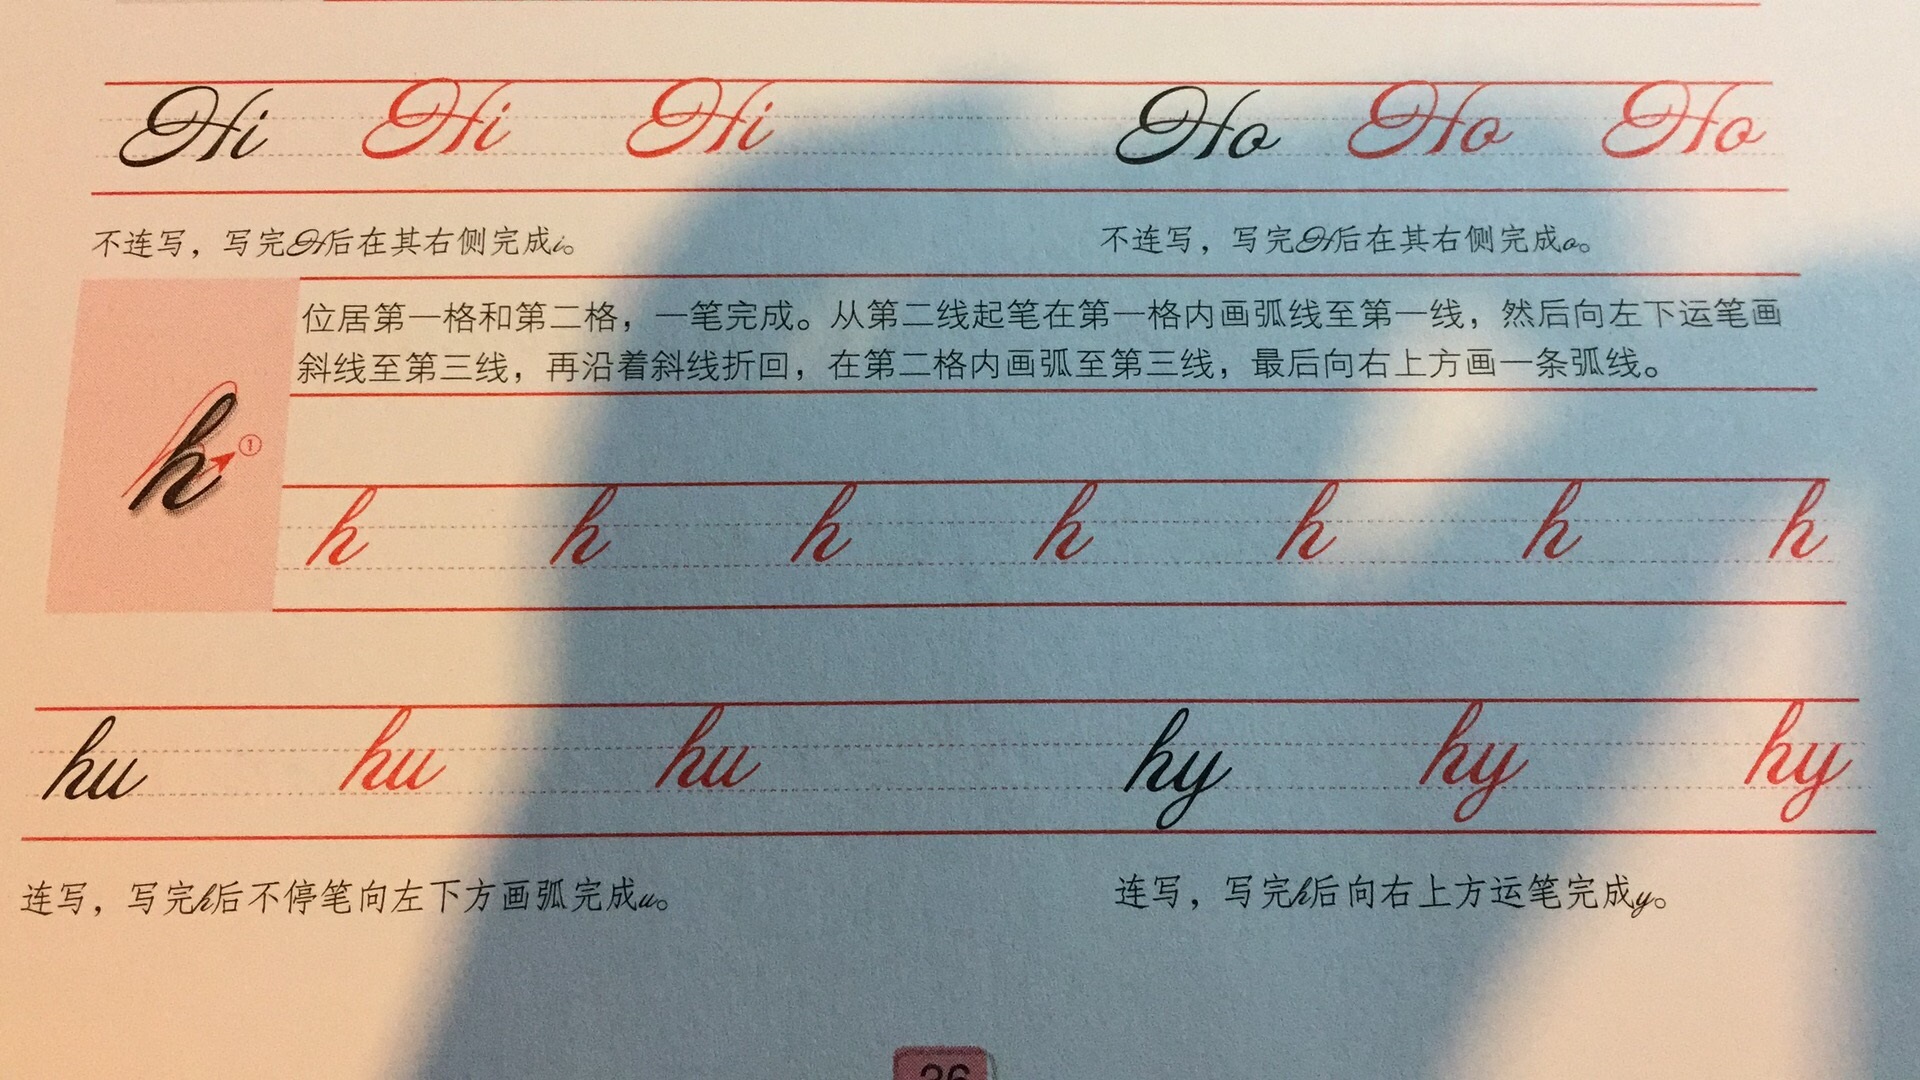 Hi Hi Hi Ho Ho Ho
不连写，写完H后在其右侧完成i。 不连写，写完H后在其右侧完成o。
位居第一格和第二格，一笔完成。从第二线起笔在第一格内画弧线至第一线，然后向左下运笔画
斜线至第三线，再沿着斜线折回，在第二格内画弧至第三线，最后向右上方画一条弧线。
h ①
h h h h h h h
hu hu hu hy hy hy
连写，写完h后不停笔向左下方画弧完成u。 连写，写完h后向右上方运笔完成y。